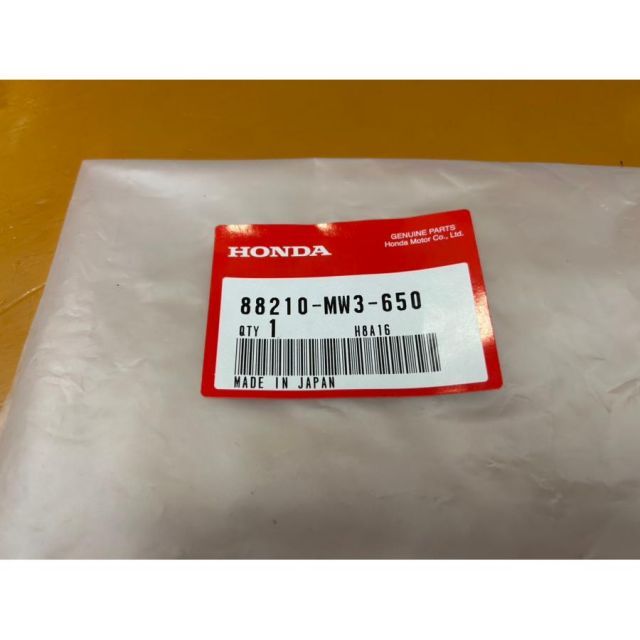 HONDA
GENUINE PARTS
Honda Motor Co., Ltd.
88210-MW3-650
QTY 1 H8A16
MADE IN JAPAN